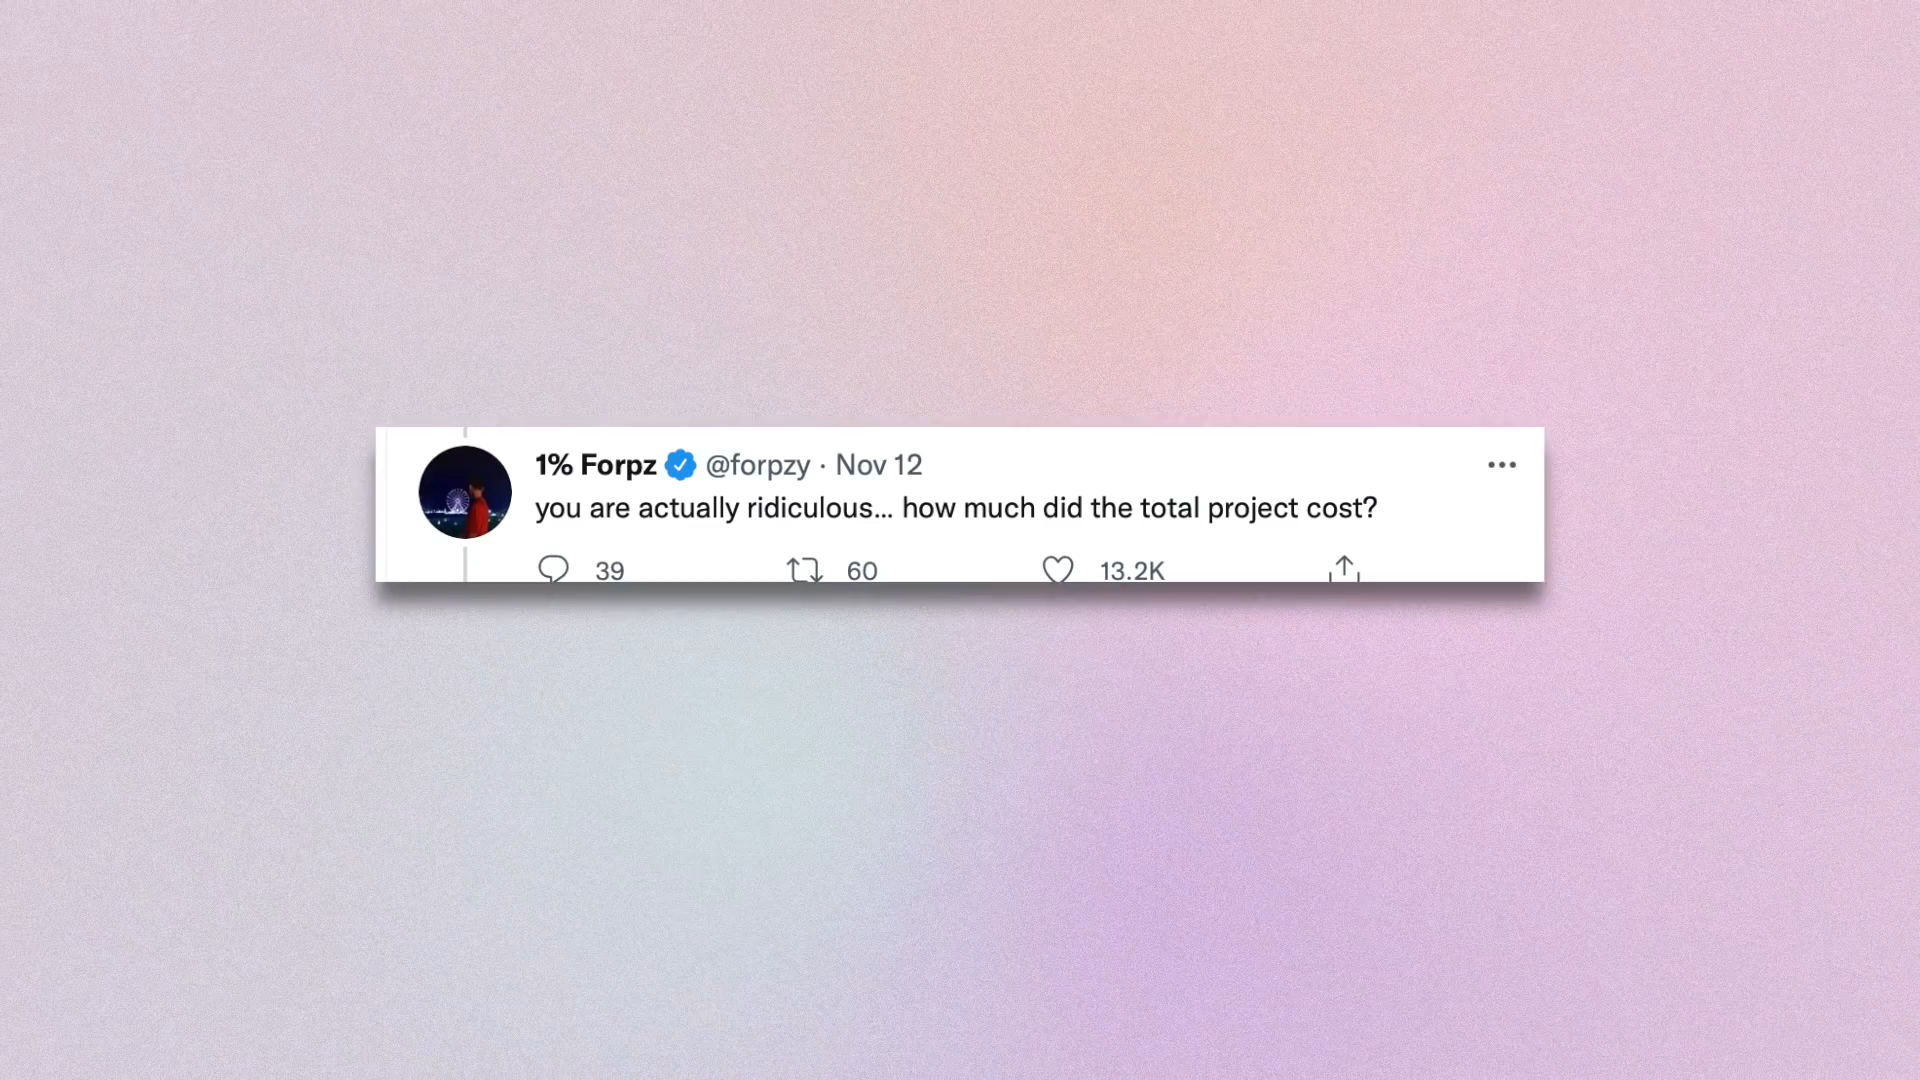 1% Forpz @forpzy · Nov 12
you are actually ridiculous... how much did the total project cost?
39 60 13.2K